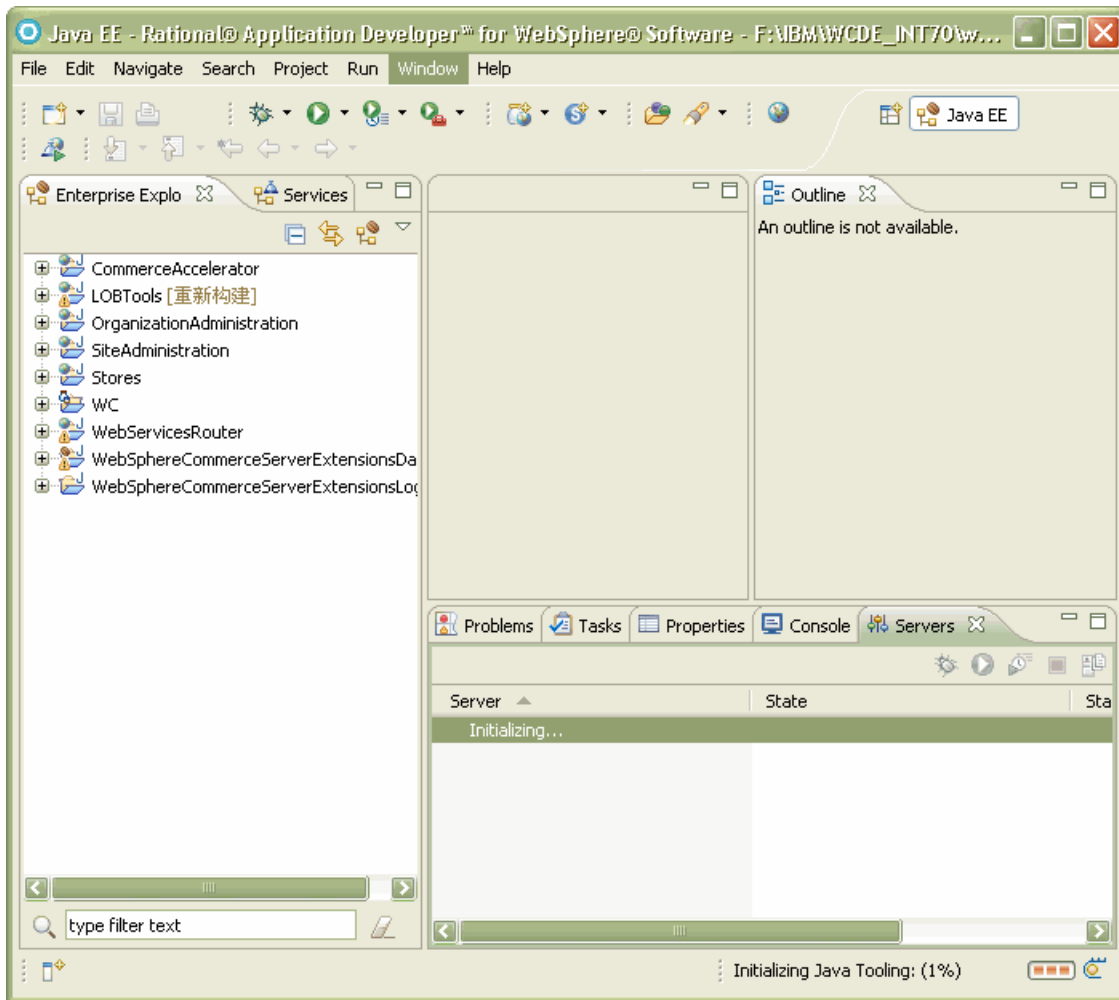 Java EE - Rational® Application Developer™ for WebSphere® Software - F:\IBM\WCDE_INT70\w...
File Edit Navigate Search Project Run Window Help
Java EE
Enterprise Explo Services
Outline
An outline is not available.
CommerceAccelerator
LOBTools [重新构建]
OrganizationAdministration
SiteAdministration
Stores
WC
WebServicesRouter
WebSphereCommerceServerExtensionsDa
WebSphereCommerceServerExtensionsLog
type filter text
Problems Tasks Properties Console Servers
Server State Sta
Initializing...
Initializing Java Tooling: (1%)